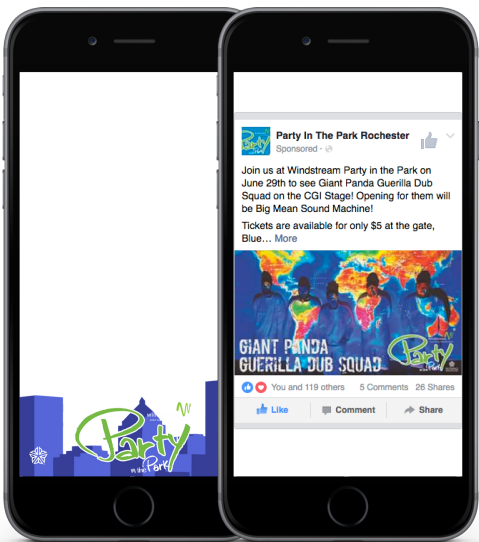 Party
in the
Park
Party
Party In The Park Rochester
Sponsored ·
Join us at Windstream Party in the Park on
June 29th to see Giant Panda Guerilla Dub
Squad on the CGI Stage! Opening for them will
be Big Mean Sound Machine!
Tickets are available for only $5 at the gate,
Blue... More
GIANT PANDA
GUERILLA DUB SQUAD
Party
You and 119 others 5 Comments 26 Shares
Like Comment Share